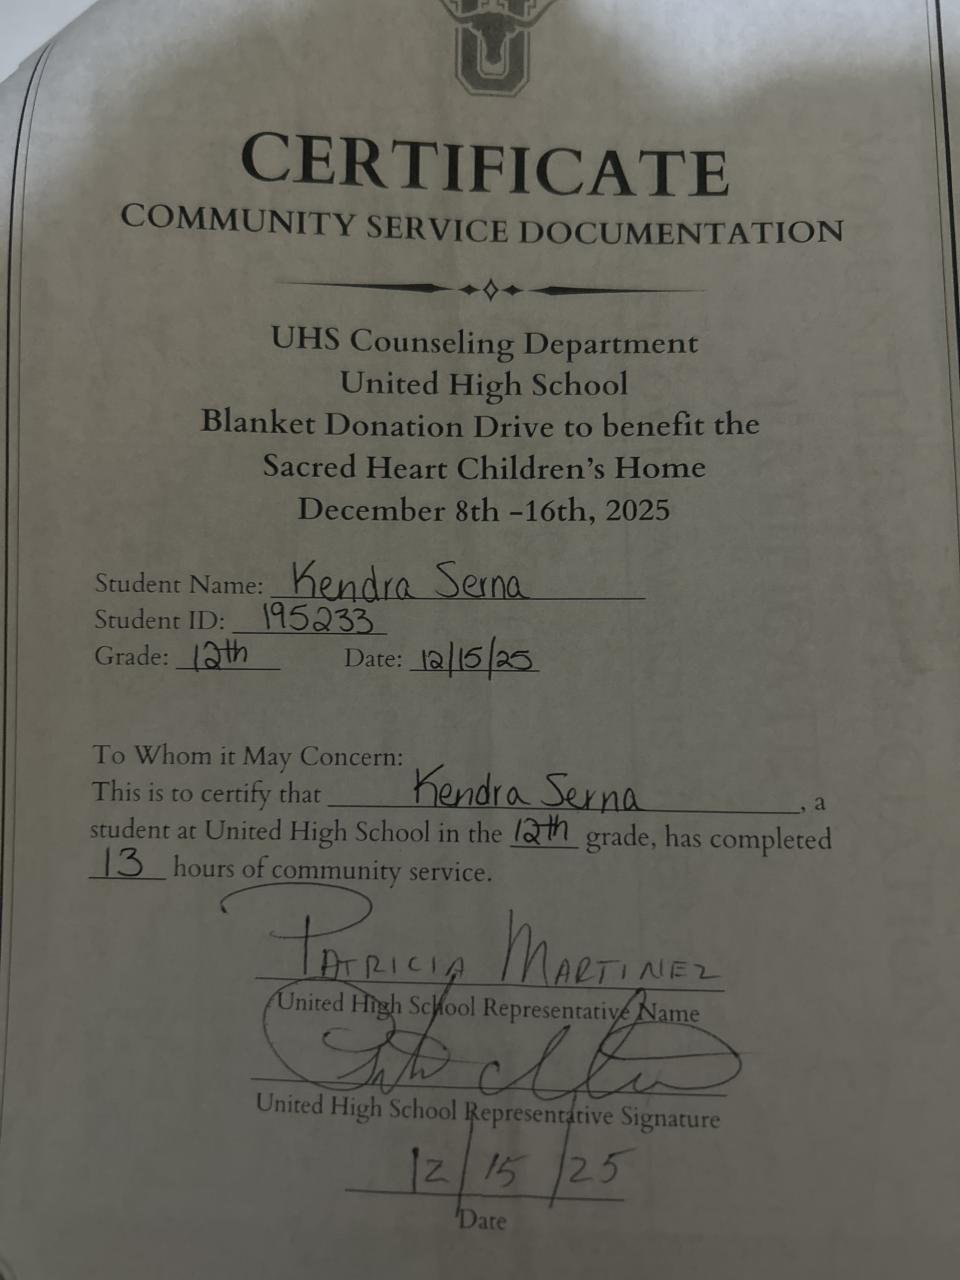 U
CERTIFICATE
COMMUNITY SERVICE DOCUMENTATION
UHS Counseling Department
United High School
Blanket Donation Drive to benefit the
Sacred Heart Children's Home
December 8th –16th, 2025
Student Name: Kendra Serna
Student ID: 195233
Grade: 12th Date: 12/15/25
To Whom it May Concern:
This is to certify that Kendra Serna, a
student at United High School in the 12th grade, has completed
13 hours of community service.
PATRICIA MARTINEZ
United High School Representative Name
United High School Representative Signature
12/15/25
Date